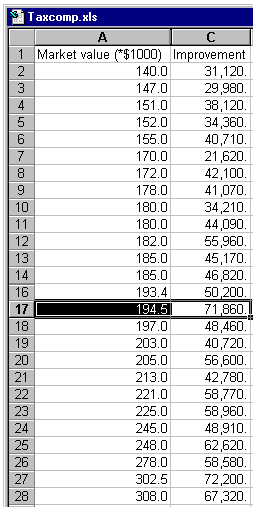 Taxcomp.xls
A C
1 Market value (*$1000) Improvement
2 140.0 31,120.
3 147.0 29,980.
4 151.0 38,120.
5 152.0 34,360.
6 155.0 40,710.
7 170.0 21,620.
8 172.0 42,100.
9 178.0 41,070.
10 180.0 34,210.
11 180.0 44,090.
12 182.0 55,960.
13 185.0 45,170.
14 185.0 46,820.
16 193.4 50,200.
17 194.5 71,860.
18 197.0 48,460.
19 203.0 40,720.
20 205.0 56,600.
21 213.0 42,780.
22 221.0 58,770.
23 225.0 58,960.
24 245.0 48,910.
25 248.0 62,620.
26 278.0 58,580.
27 302.5 72,200.
28 308.0 67,320.